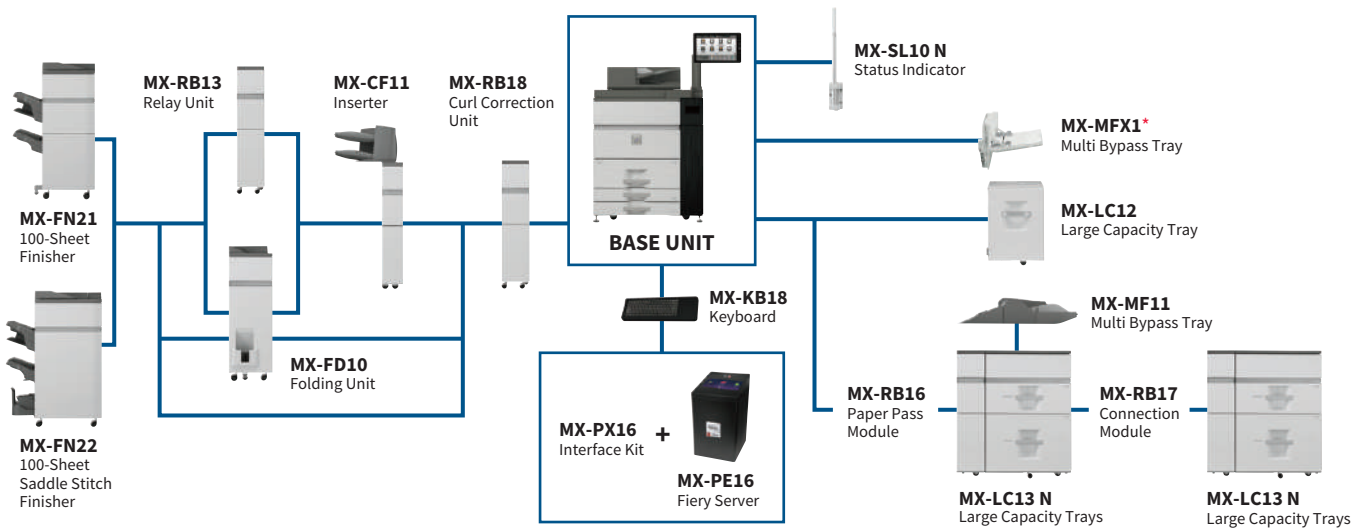 MX-RB13
Relay Unit
MX-CF11
Inserter
MX-RB18
Curl Correction
Unit
MX-SL10 N
Status Indicator
MX-MFX1*
Multi Bypass Tray
MX-FN21
100-Sheet
Finisher
BASE UNIT
MX-LC12
Large Capacity Tray
MX-KB18
Keyboard
MX-MF11
Multi Bypass Tray
MX-FD10
Folding Unit
MX-FN22
100-Sheet
Saddle Stitch
Finisher
MX-PX16
Interface Kit
+
MX-PE16
Fiery Server
MX-RB16
Paper Pass
Module
MX-RB17
Connection
Module
MX-LC13 N
Large Capacity Trays
MX-LC13 N
Large Capacity Trays